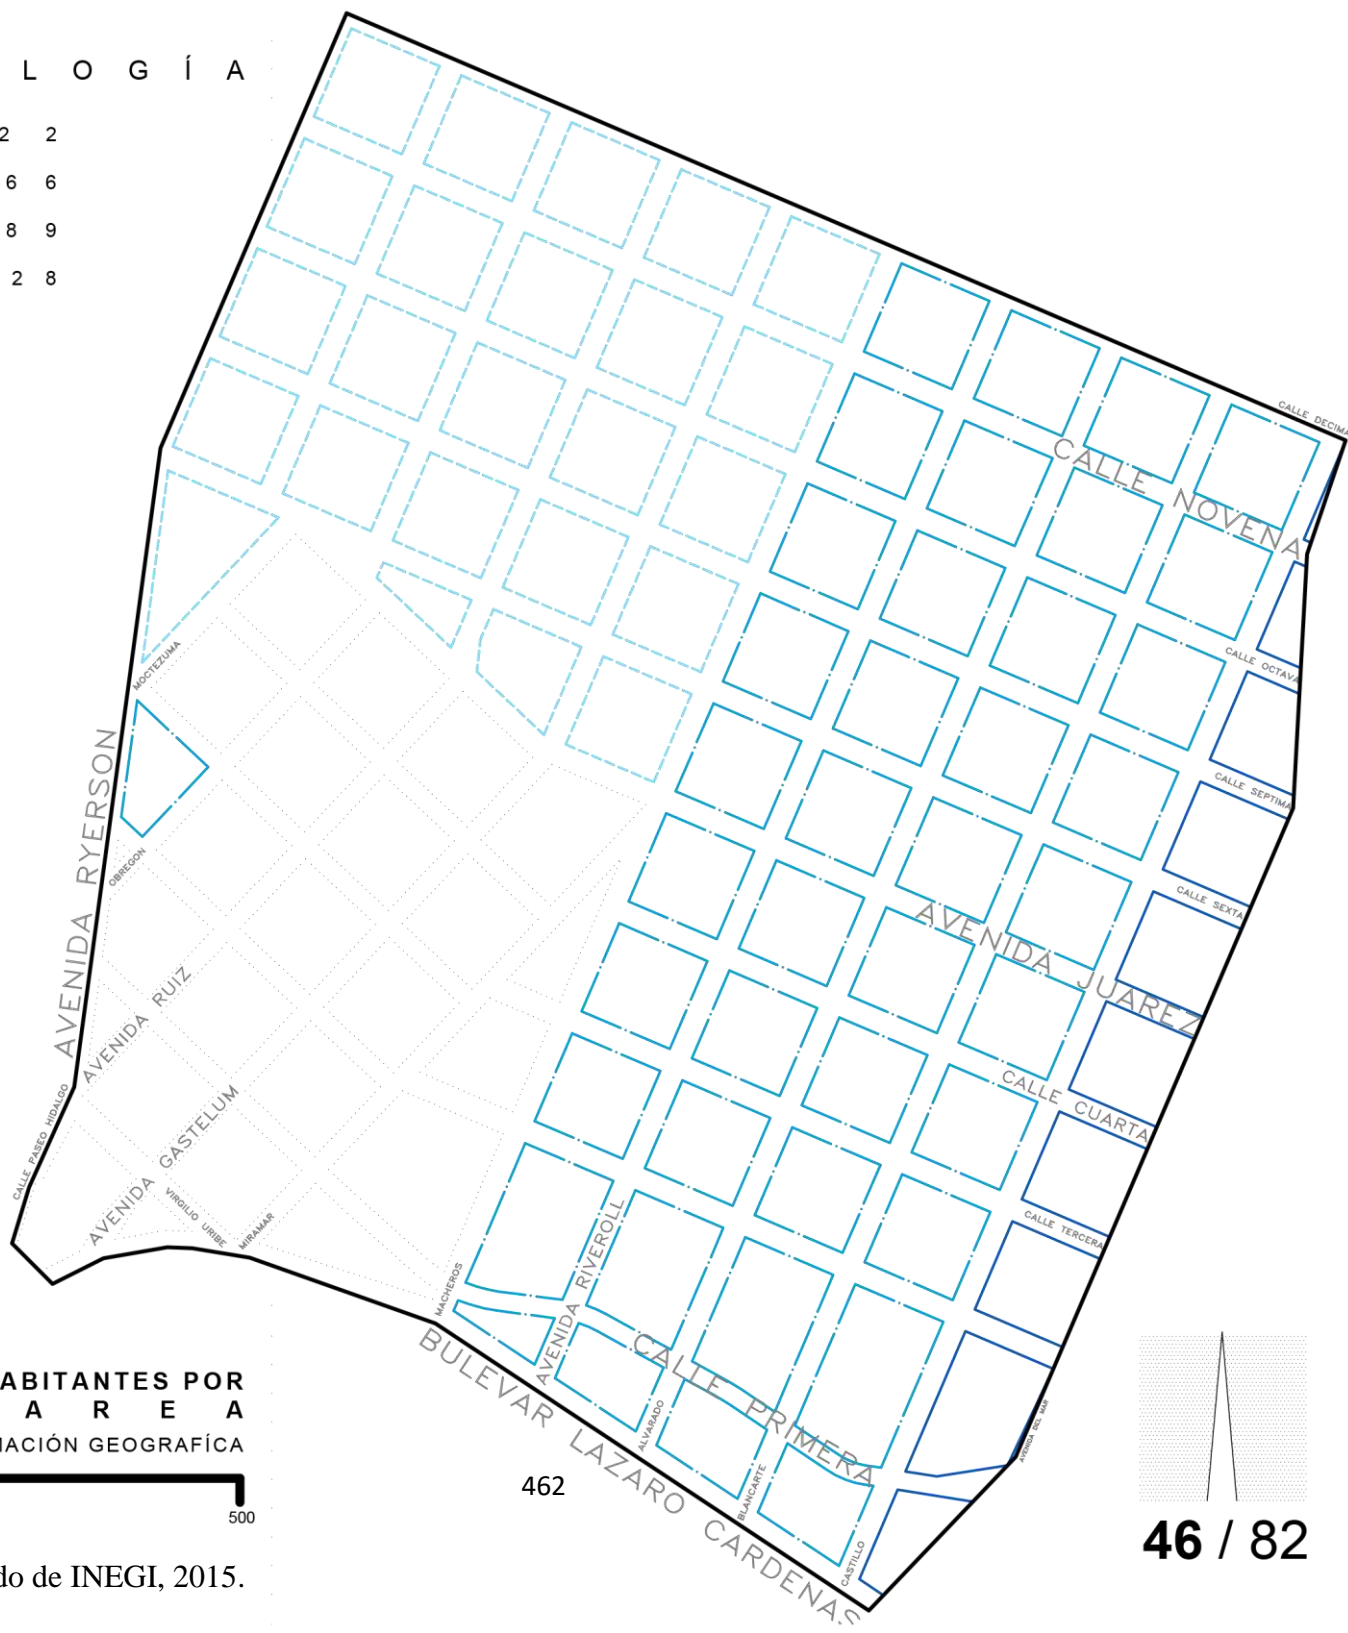 L O G Í A
2 2
6 6
8 9
2 8
CALLE DECIMA
CALLE NOVENA
CALLE OCTAVA
CALLE SEPTIMA
CALLE SEXTA
AVENIDA JUAREZ
CALLE CUARTA
CALLE TERCERA
MOCTEZUMA
AVENIDA RYERSON
OBREGON
AVENIDA RUIZ
CALLE PASEO HIDALGO
AVENIDA GASTELUM
VIRGILIO URIBE
MIRAMAR
MACHEROS
AVENIDA RIVEROLL
CALLE PRIMERA
ALVARADO
BLANCARTE
CASTILLO
AVENIDA DEL MAR
BULEVAR LAZARO CARDENAS
ABITANTES POR
A R E A
MACIÓN GEOGRAFÍCA
500
462
do de INEGI, 2015.
46 / 82